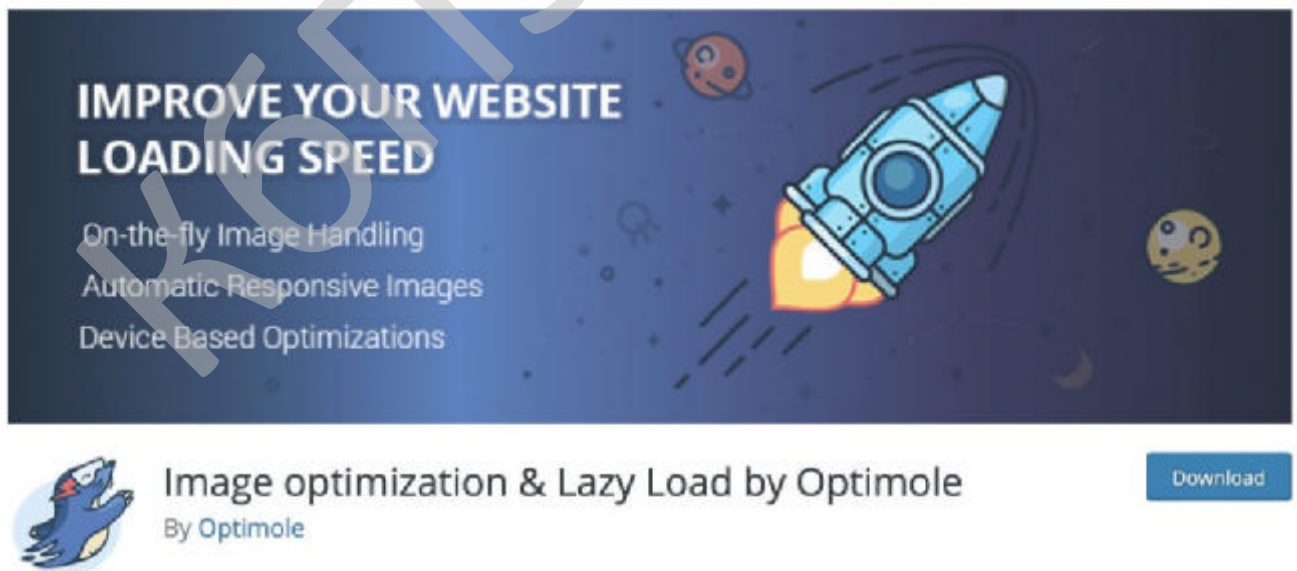 IMPROVE YOUR WEBSITE
LOADING SPEED
On-the-fly Image Handling
Automatic Responsive Images
Device Based Optimizations
Image optimization & Lazy Load by Optimole
Download
By Optimole